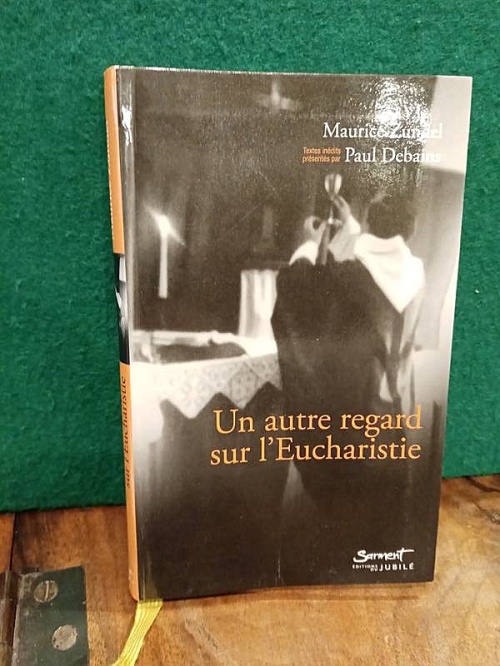 Maurice Zundel
Textes inédits
présentés par Paul Debains
Un autre regard
sur l'Eucharistie
Sarment
ÉDITIONS DU JUBILÉ
sur l'Eucharistie